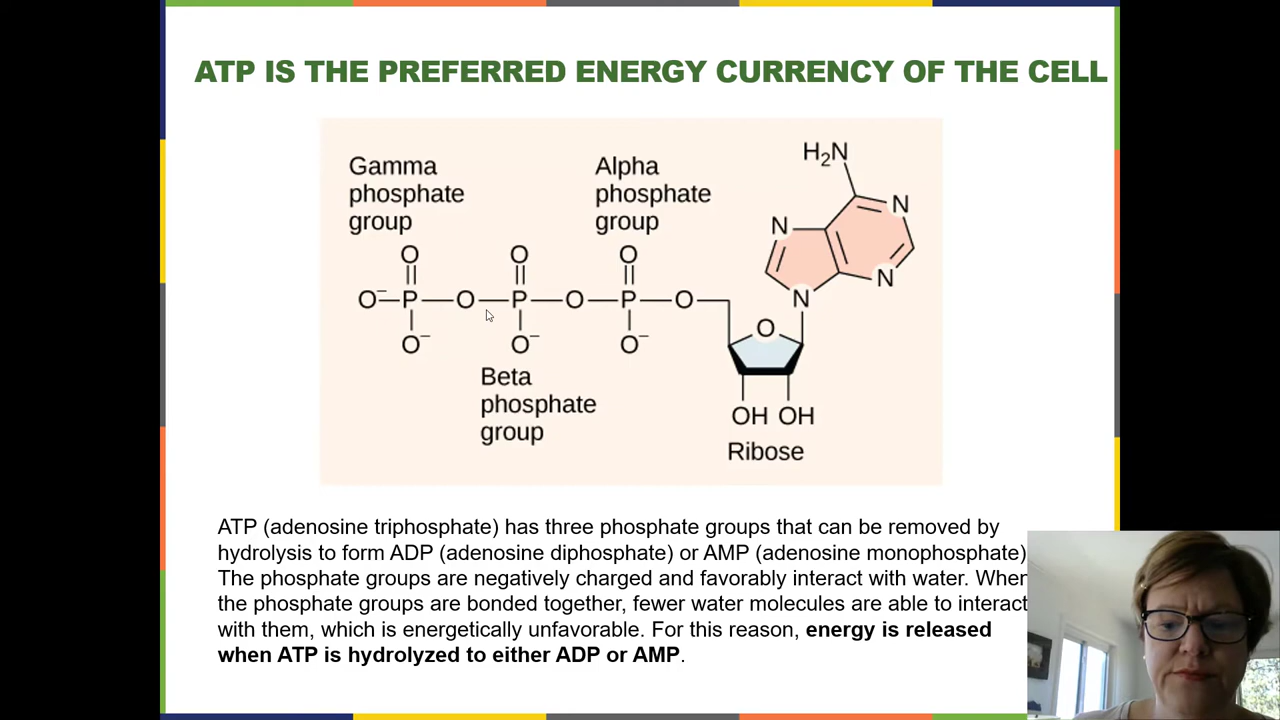 ATP IS THE PREFERRED ENERGY CURRENCY OF THE CELL
Gamma
phosphate
group
Alpha
phosphate
group
H₂N
N
N
N
N
O
O
O
O⁻
P
O
P
O
P
O
O⁻
O⁻
O⁻
O
OH OH
Beta
phosphate
group
Ribose
ATP (adenosine triphosphate) has three phosphate groups that can be removed by
hydrolysis to form ADP (adenosine diphosphate) or AMP (adenosine monophosphate)
The phosphate groups are negatively charged and favorably interact with water. When
the phosphate groups are bonded together, fewer water molecules are able to interact
with them, which is energetically unfavorable. For this reason, energy is released
when ATP is hydrolyzed to either ADP or AMP.